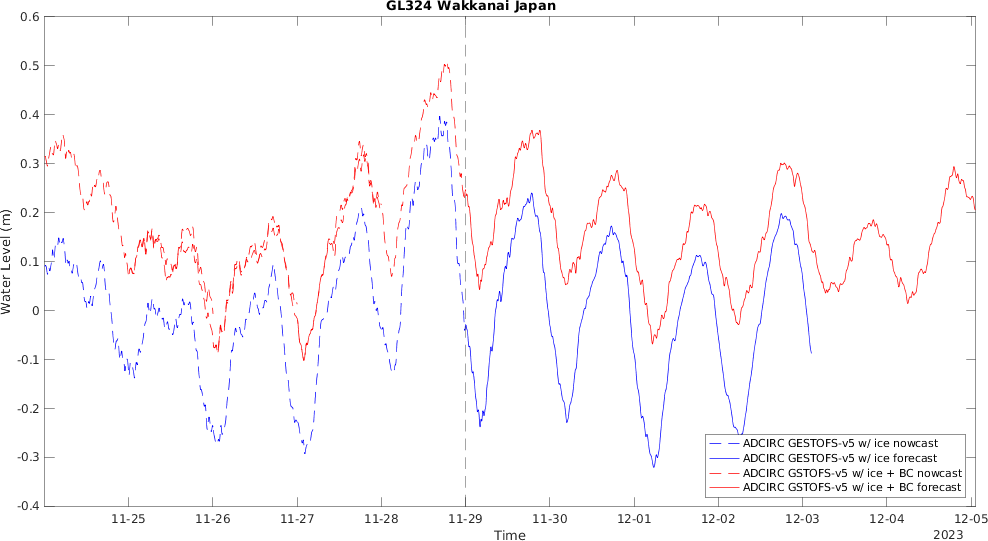 GL324 Wakkanai Japan
0.6
0.5
0.4
0.3
0.2
0.1
0
-0.1
-0.2
-0.3
-0.4
Water Level (m)
ADCIRC GESTOFS-v5 w/ ice nowcast
ADCIRC GESTOFS-v5 w/ ice forecast
ADCIRC GSTOFS-v5 w/ ice + BC nowcast
ADCIRC GSTOFS-v5 w/ ice + BC forecast
11-25 11-26 11-27 11-28 11-29 11-30 12-01 12-02 12-03 12-04 12-05
Time
2023